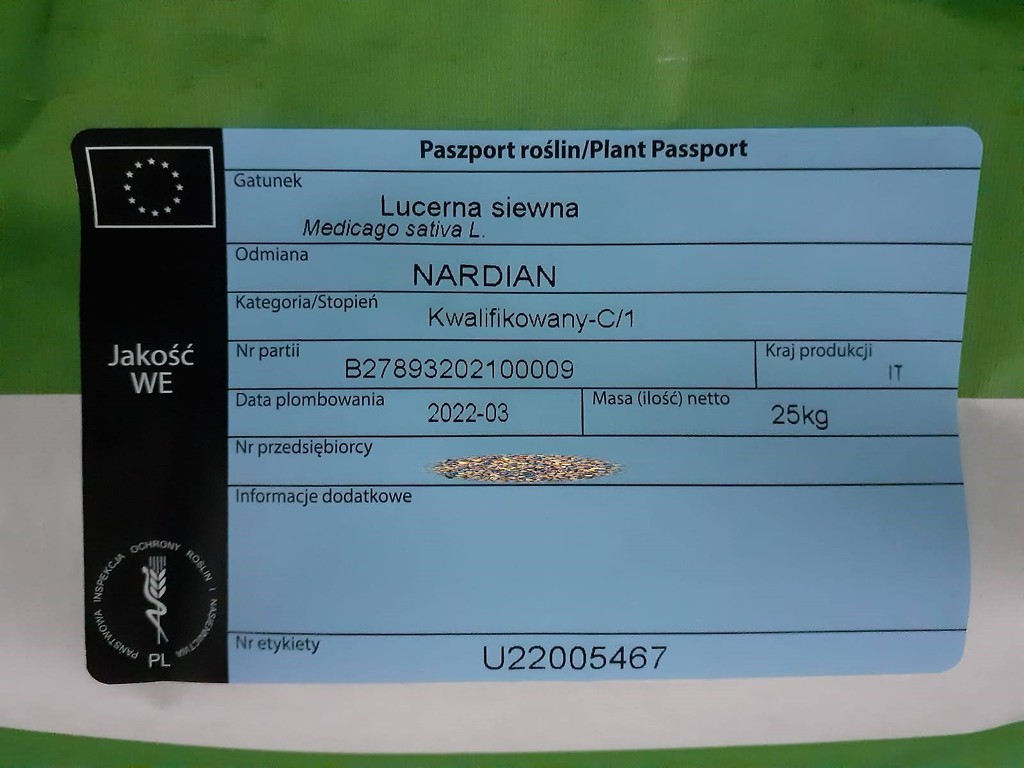 Paszport roślin/Plant Passport
Gatunek
Lucerna siewna
Medicago sativa L.
Odmiana
NARDIAN
Kategoria/Stopień
Kwalifikowany-C/1
Nr partii
B27893202100009
Kraj produkcji
IT
Data plombowania
2022-03
Masa (ilość) netto
25kg
Nr przedsiębiorcy
Informacje dodatkowe
Nr etykiety
U22005467
Jakość
WE
PAŃSTWOWA INSPEKCJA OCHRONY ROŚLIN I NASIENNICTWA
PL